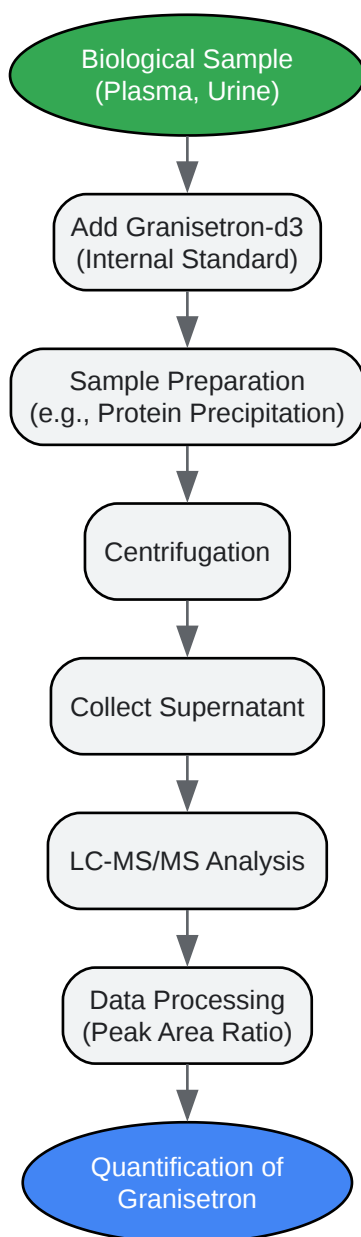 Biological Sample
(Plasma, Urine)
Add Granisetron-d3
(Internal Standard)
Sample Preparation
(e.g., Protein Precipitation)
Centrifugation
Collect Supernatant
LC-MS/MS Analysis
Data Processing
(Peak Area Ratio)
Quantification of
Granisetron